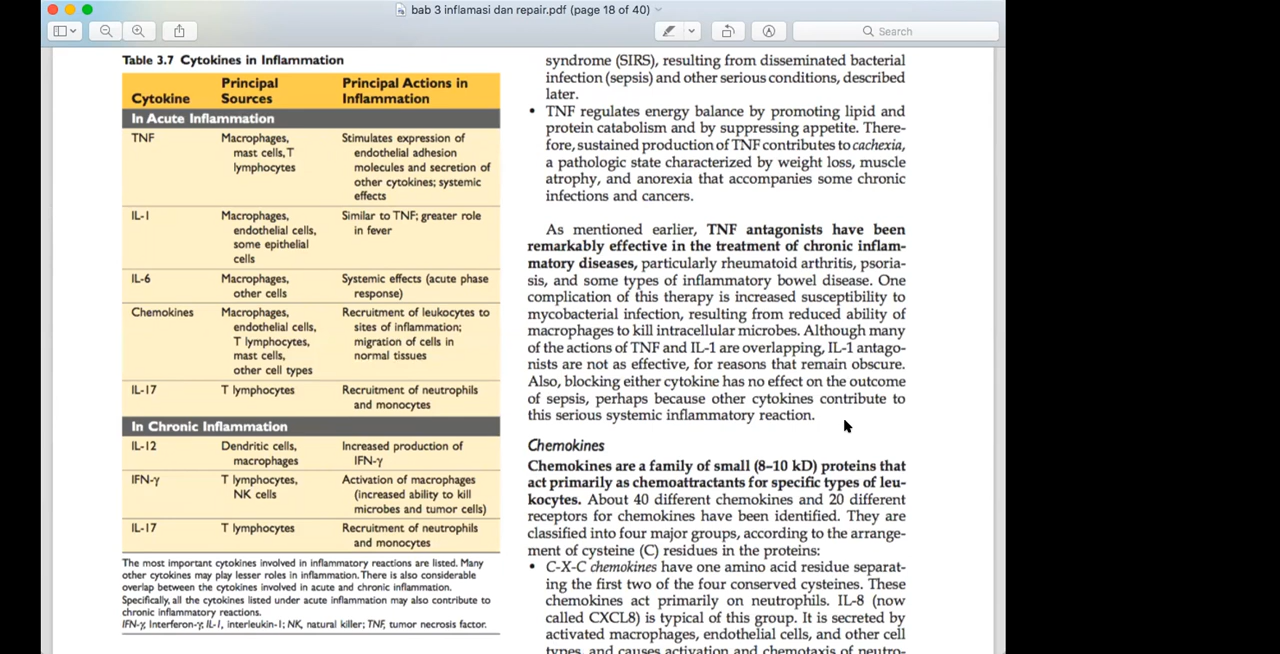 bab 3 inflamasi dan repair.pdf (page 18 of 40)
Search
Table 3.7 Cytokines in Inflammation
Cytokine
Principal
Sources
Principal Actions in
Inflammation
In Acute Inflammation
TNF
Macrophages,
mast cells, T
lymphocytes
Stimulates expression of
endothelial adhesion
molecules and secretion of
other cytokines; systemic
effects
IL-1
Macrophages,
endothelial cells,
some epithelial
cells
Similar to TNF; greater role
in fever
IL-6
Macrophages,
other cells
Systemic effects (acute phase
response)
Chemokines
Macrophages,
endothelial cells,
T lymphocytes,
mast cells,
other cell types
Recruitment of leukocytes to
sites of inflammation;
migration of cells in
normal tissues
IL-17
T lymphocytes
Recruitment of neutrophils
and monocytes
In Chronic Inflammation
IL-12
Dendritic cells,
macrophages
Increased production of
IFN-γ
IFN-γ
T lymphocytes,
NK cells
Activation of macrophages
(increased ability to kill
microbes and tumor cells)
IL-17
T lymphocytes
Recruitment of neutrophils
and monocytes
The most important cytokines involved in inflammatory reactions are listed. Many
other cytokines may play lesser roles in inflammation. There is also considerable
overlap between the cytokines involved in acute and chronic inflammation.
Specifically, all the cytokines listed under acute inflammation may also contribute to
chronic inflammatory reactions.
IFN-γ, Interferon-γ; IL-1, interleukin-1; NK, natural killer; TNF, tumor necrosis factor.
syndrome (SIRS), resulting from disseminated bacterial
infection (sepsis) and other serious conditions, described
later.
• TNF regulates energy balance by promoting lipid and
protein catabolism and by suppressing appetite. There-
fore, sustained production of TNF contributes to cachexia,
a pathologic state characterized by weight loss, muscle
atrophy, and anorexia that accompanies some chronic
infections and cancers.
As mentioned earlier, TNF antagonists have been
remarkably effective in the treatment of chronic inflam-
matory diseases, particularly rheumatoid arthritis, psoria-
sis, and some types of inflammatory bowel disease. One
complication of this therapy is increased susceptibility to
mycobacterial infection, resulting from reduced ability of
macrophages to kill intracellular microbes. Although many
of the actions of TNF and IL-1 are overlapping, IL-1 antago-
nists are not as effective, for reasons that remain obscure.
Also, blocking either cytokine has no effect on the outcome
of sepsis, perhaps because other cytokines contribute to
this serious systemic inflammatory reaction.
Chemokines
Chemokines are a family of small (8–10 kD) proteins that
act primarily as chemoattractants for specific types of leu-
kocytes. About 40 different chemokines and 20 different
receptors for chemokines have been identified. They are
classified into four major groups, according to the arrange-
ment of cysteine (C) residues in the proteins:
• C-X-C chemokines have one amino acid residue separat-
ing the first two of the four conserved cysteines. These
chemokines act primarily on neutrophils. IL-8 (now
called CXCL8) is typical of this group. It is secreted by
activated macrophages, endothelial cells, and other cell
types, and causes activation and chemotaxis of neutro-